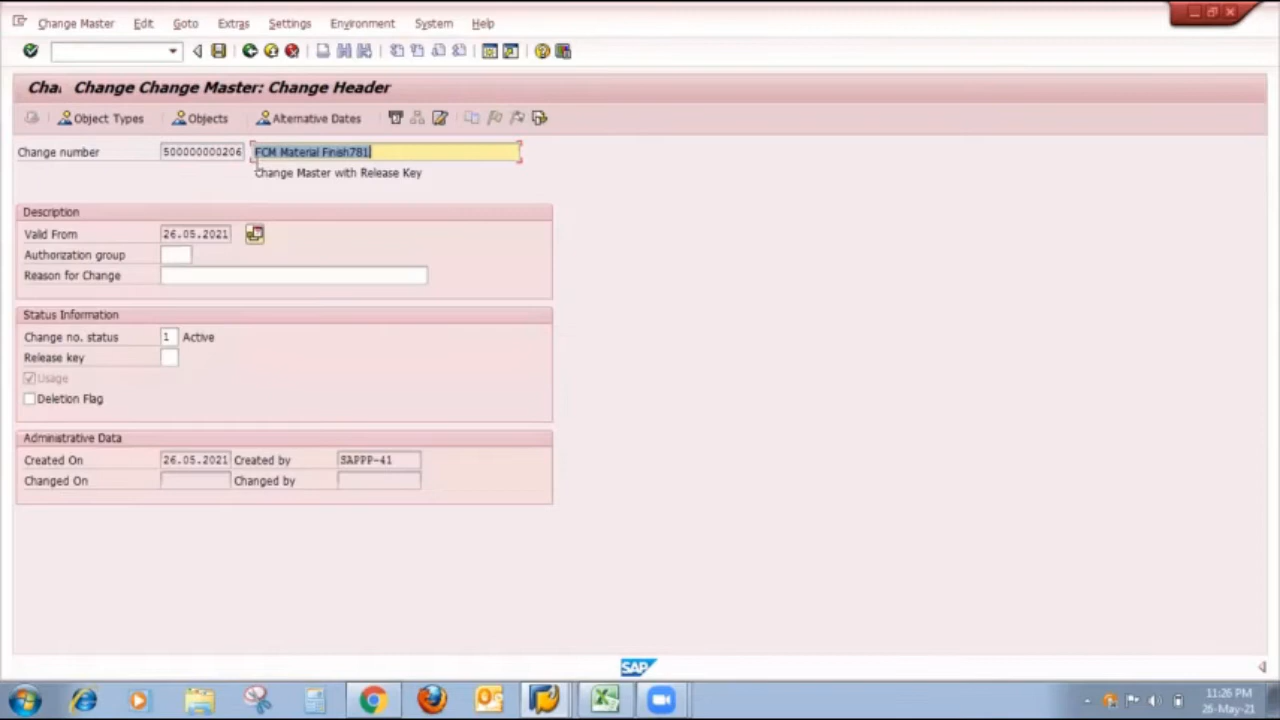 Change Master Edit Goto Extras Settings Environment System Help
Change Change Master: Change Header
Object Types Objects Alternative Dates
Change number 500000000206 FCM Material Finish781
Change Master with Release Key
Description
Valid From 26.05.2021
Authorization group
Reason for Change
Status Information
Change no. status 1 Active
Release key
Usage
Deletion Flag
Administrative Data
Created On 26.05.2021 Created by SAPPP-41
Changed On Changed by
SAP
11:26 PM
26-May-21